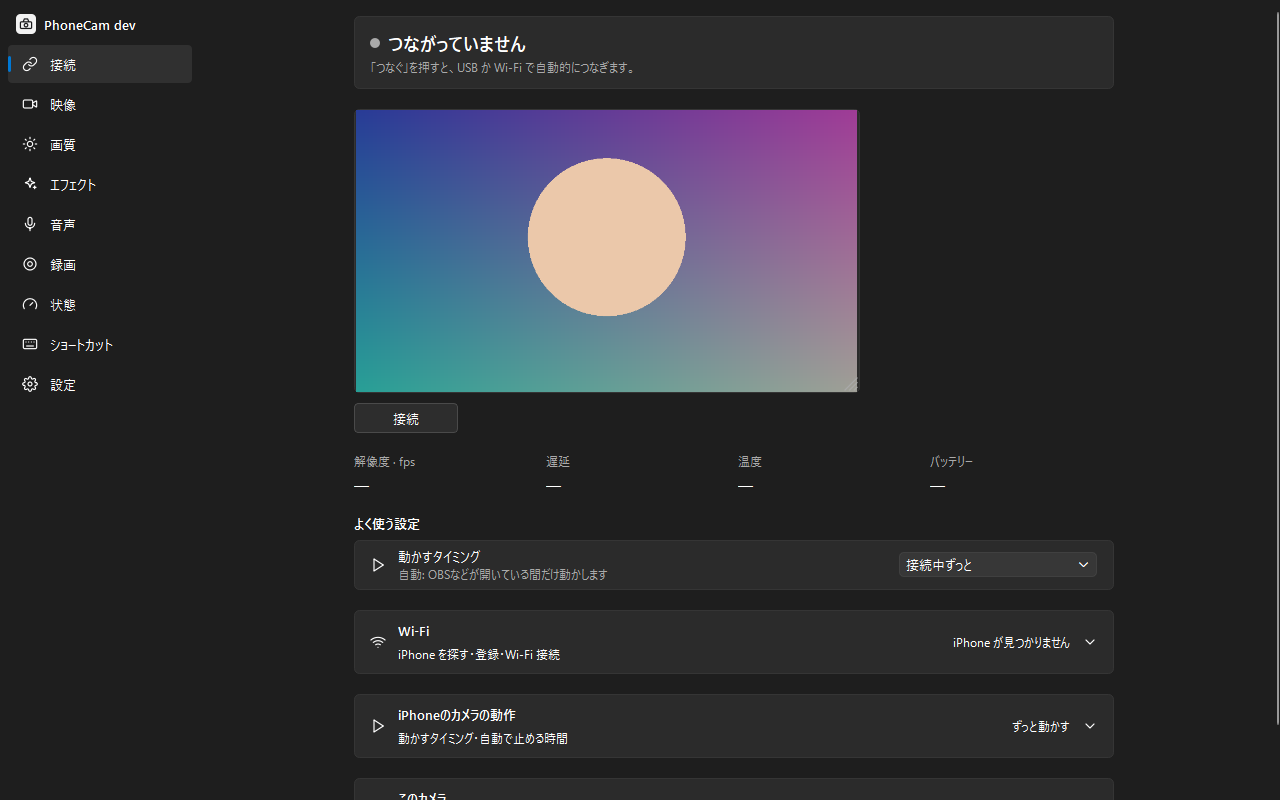 PhoneCam dev
接続
映像
画質
エフェクト
音声
録画
状態
ショートカット
設定
つながっていません
「つなぐ」を押すと、USB か Wi-Fi で自動的につなぎます。
接続
解像度 · fps
遅延
温度
バッテリー
—
—
—
—
よく使う設定
動かすタイミング
自動: OBSなどが開いている間だけ動かします
接続中ずっと
Wi-Fi
iPhone を探す・登録・Wi-Fi 接続
iPhone が見つかりません
iPhoneのカメラの動作
動かすタイミング・自動で止める時間
ずっと動かす
このカメラ